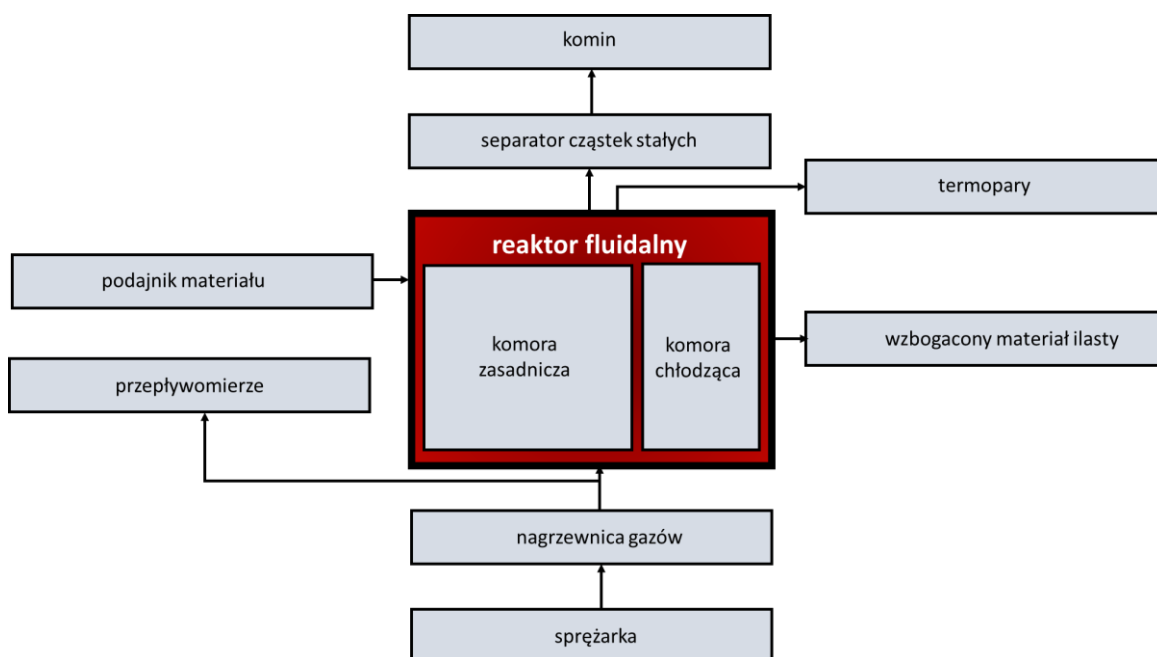 komin
separator cząstek stałych
termopary
reaktor fluidalny
podajnik materiału
komora
zasadnicza
komora
chłodząca
wzbogacony materiał ilasty
przepływomierze
nagrzewnica gazów
sprężarka